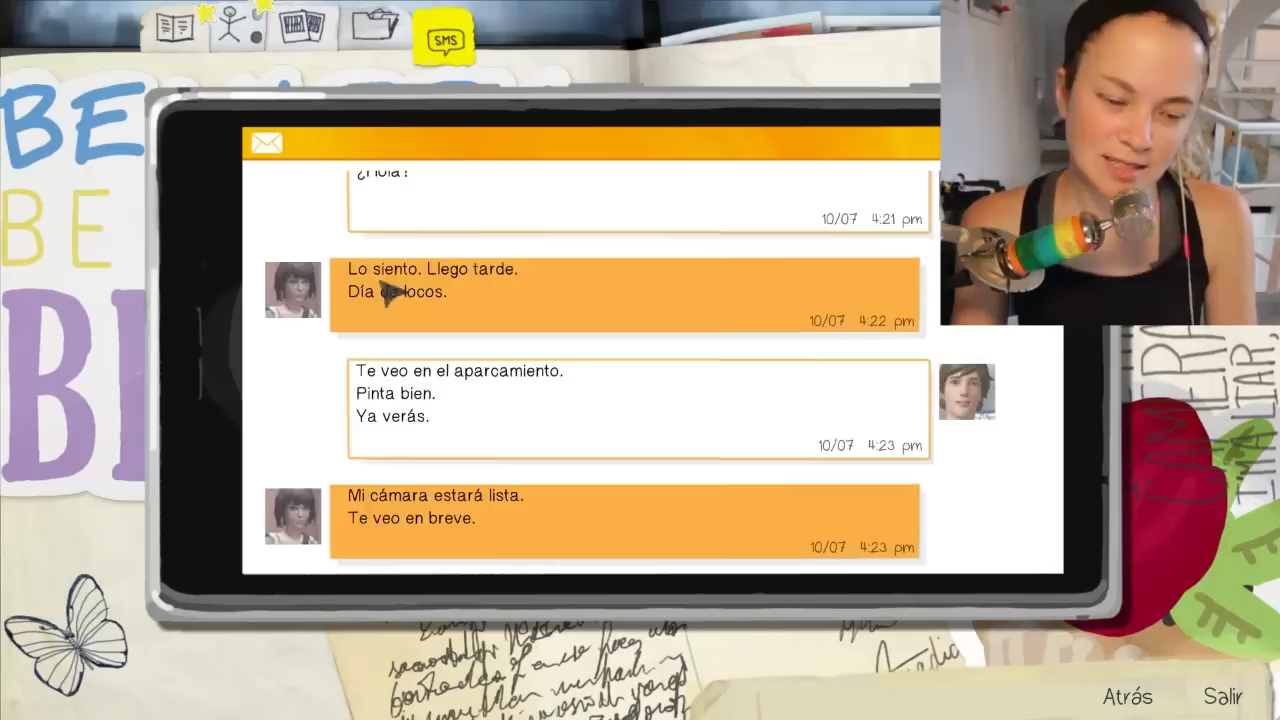 SMS
BE
BE
¿Hola?
10/07 4:21 pm
Lo siento. Llego tarde.
Día de locos.
10/07 4:22 pm
Te veo en el aparcamiento.
Pinta bien.
Ya verás.
10/07 4:23 pm
Mi cámara estará lista.
Te veo en breve.
10/07 4:23 pm
Atrás
Salir